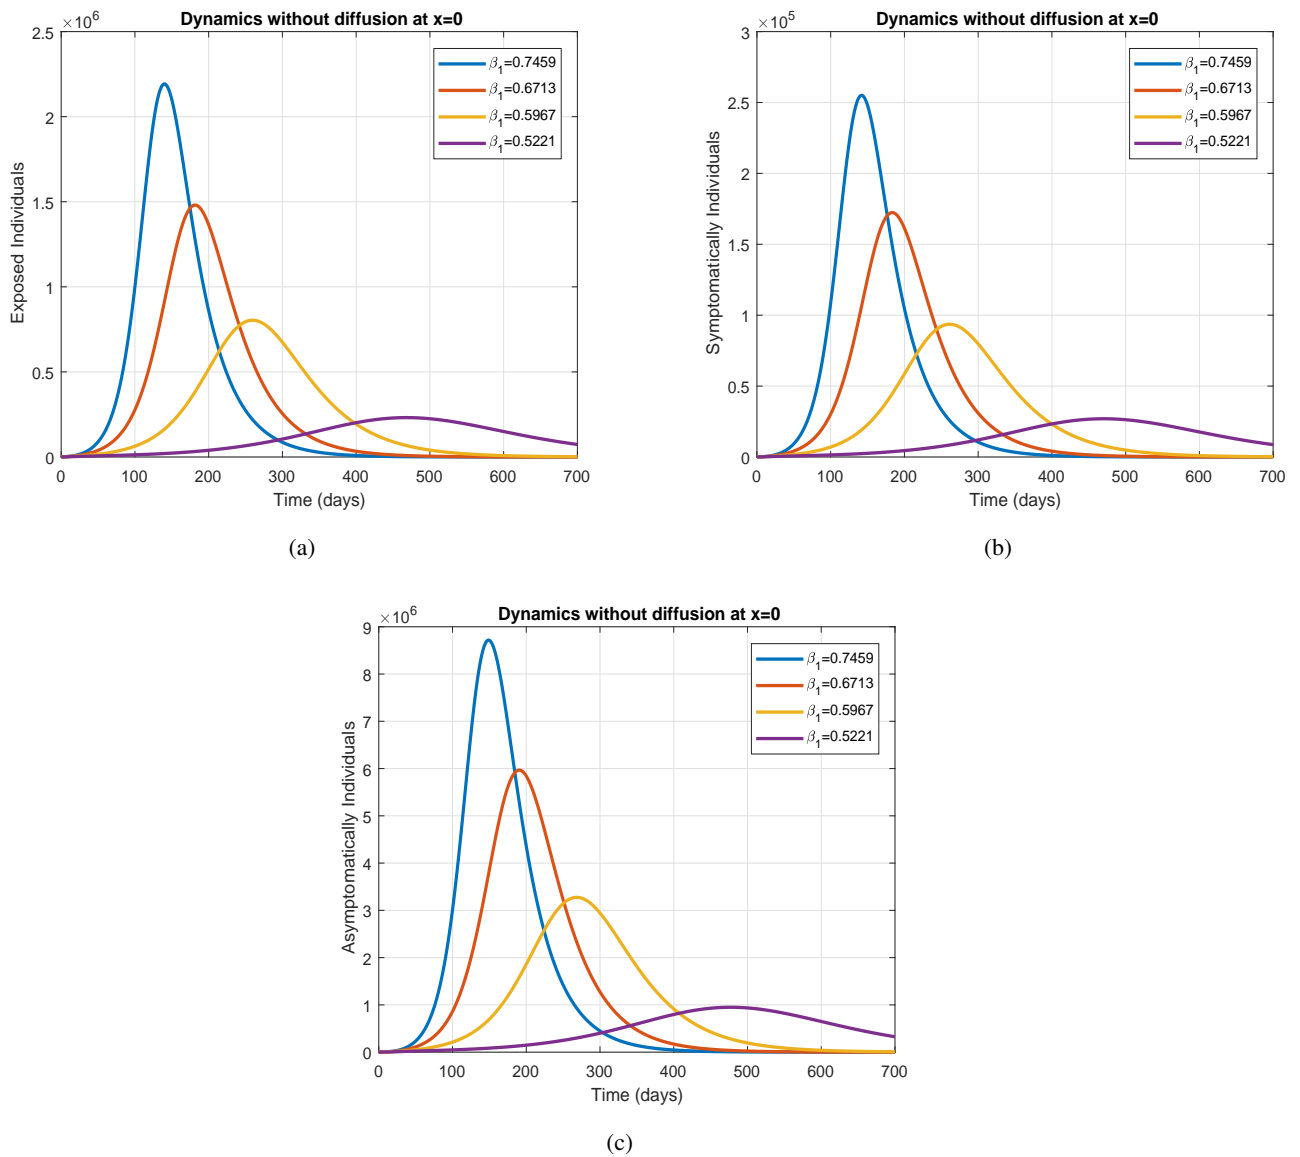 Dynamics without diffusion at x=0
×10⁶
2.5
2
1.5
1
0.5
0
Exposed Individuals
0 100 200 300 400 500 600 700
Time (days)
β₁=0.7459
β₁=0.6713
β₁=0.5967
β₁=0.5221
(a)
Dynamics without diffusion at x=0
×10⁵
3
2.5
2
1.5
1
0.5
0
Symptomatically Individuals
0 100 200 300 400 500 600 700
Time (days)
β₁=0.7459
β₁=0.6713
β₁=0.5967
β₁=0.5221
(b)
Dynamics without diffusion at x=0
×10⁶
9
8
7
6
5
4
3
2
1
0
Asymptomatically Individuals
0 100 200 300 400 500 600 700
Time (days)
β₁=0.7459
β₁=0.6713
β₁=0.5967
β₁=0.5221
(c)